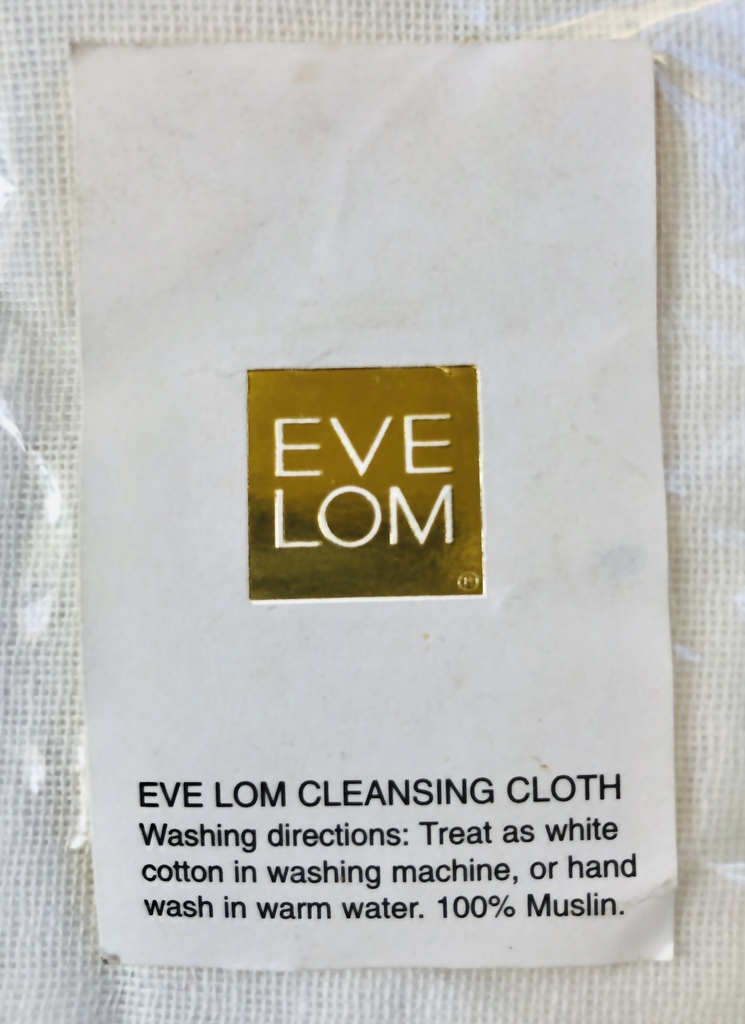 EVE
LOM
®
EVE LOM CLEANSING CLOTH
Washing directions: Treat as white
cotton in washing machine, or hand
wash in warm water. 100% Muslin.